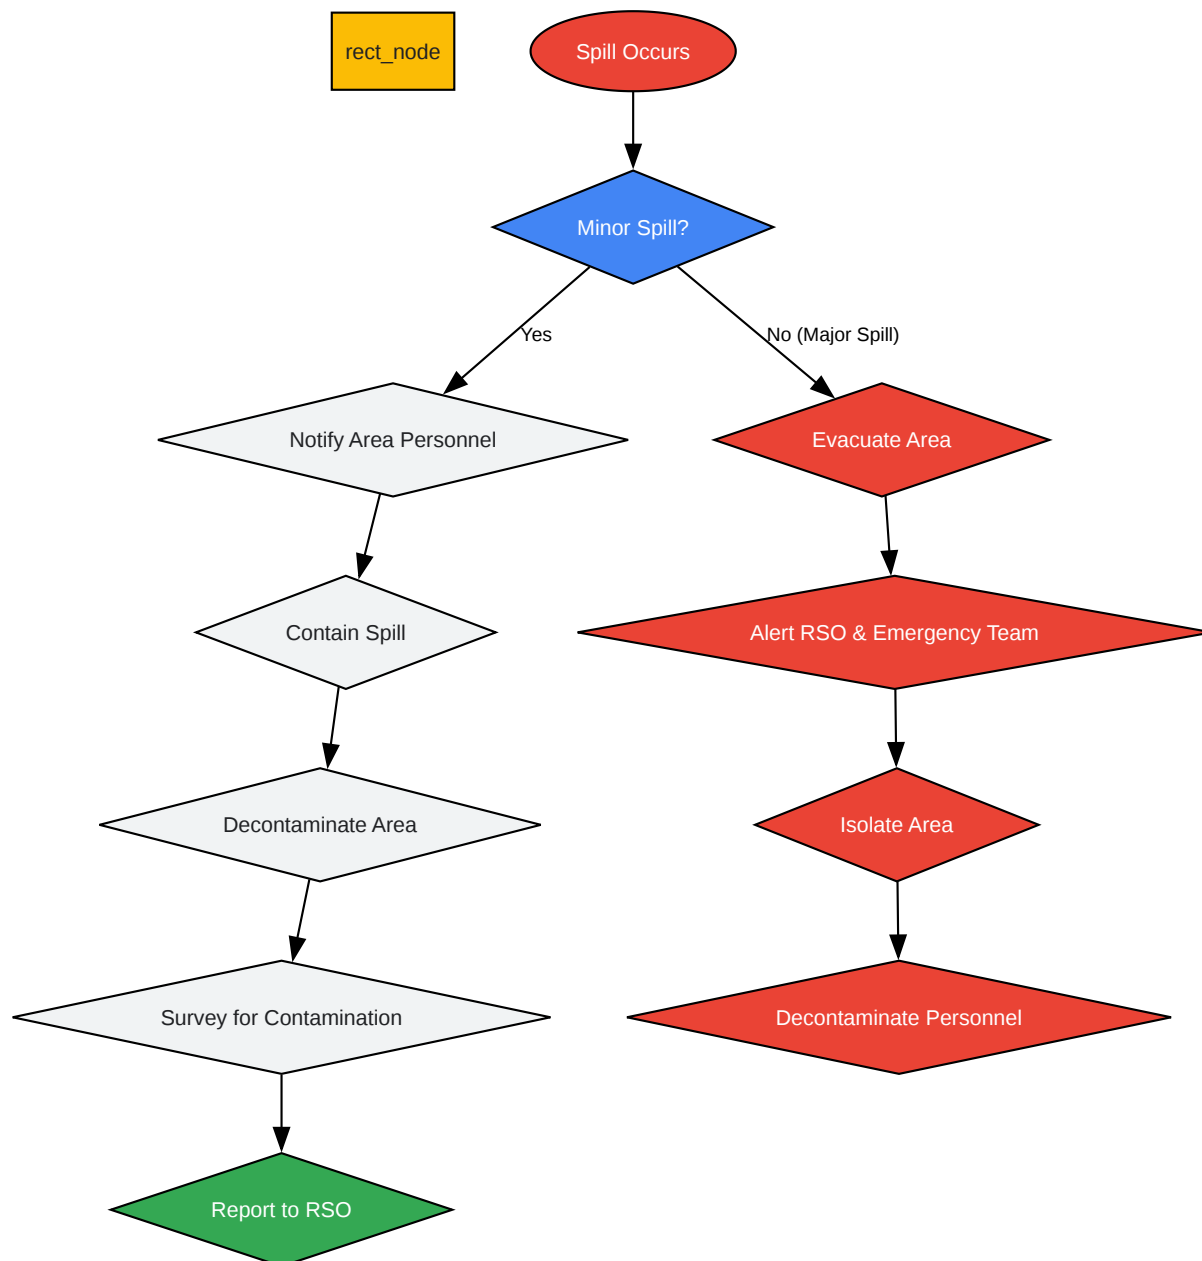 rect_node
Spill Occurs
Minor Spill?
Yes
No (Major Spill)
Notify Area Personnel
Evacuate Area
Contain Spill
Alert RSO & Emergency Team
Decontaminate Area
Isolate Area
Survey for Contamination
Decontaminate Personnel
Report to RSO